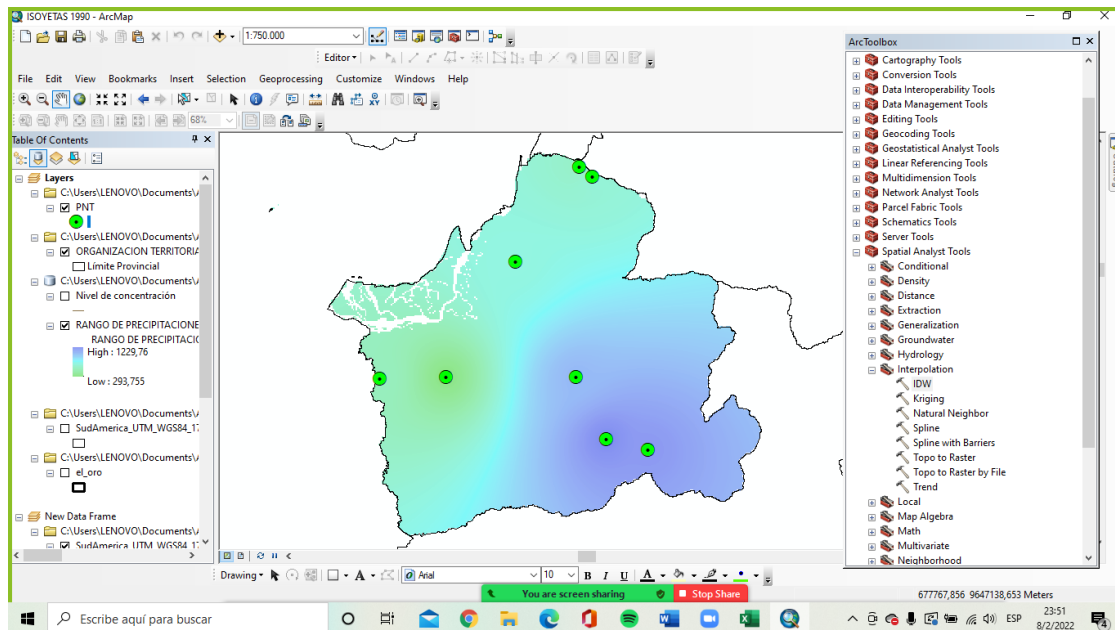 ISOYETAS 1990 - ArcMap
1:750.000
Editor
File Edit View Bookmarks Insert Selection Geoprocessing Customize Windows Help
68%
Table Of Contents
Layers
C:\Users\LENOVO\Documents\
PNT
C:\Users\LENOVO\Documents\
ORGANIZACION TERRITORIA
Límite Provincial
C:\Users\LENOVO\Documents\
Nivel de concentración
RANGO DE PRECIPITACIONE
RANGO DE PRECIPITACI
High : 1229,76
Low : 293,755
C:\Users\LENOVO\Documents\
SudAmerica_UTM_WGS84_17
C:\Users\LENOVO\Documents\
el_oro
New Data Frame
C:\Users\LENOVO\Documents\
SudAmerica_UTM_WGS84_1
ArcToolbox
Cartography Tools
Conversion Tools
Data Interoperability Tools
Data Management Tools
Editing Tools
Geocoding Tools
Geostatistical Analyst Tools
Linear Referencing Tools
Multidimension Tools
Network Analyst Tools
Parcel Fabric Tools
Schematics Tools
Server Tools
Spatial Analyst Tools
Conditional
Density
Distance
Extraction
Generalization
Groundwater
Hydrology
Interpolation
IDW
Kriging
Natural Neighbor
Spline
Spline with Barriers
Topo to Raster
Topo to Raster by File
Trend
Local
Map Algebra
Math
Multivariate
Neighborhood
Drawing A Arial 10 B I U A
You are screen sharing Stop Share
677767,856 9647138,653 Meters
Escribe aquí para buscar
ESP
23:51
8/2/2022
4